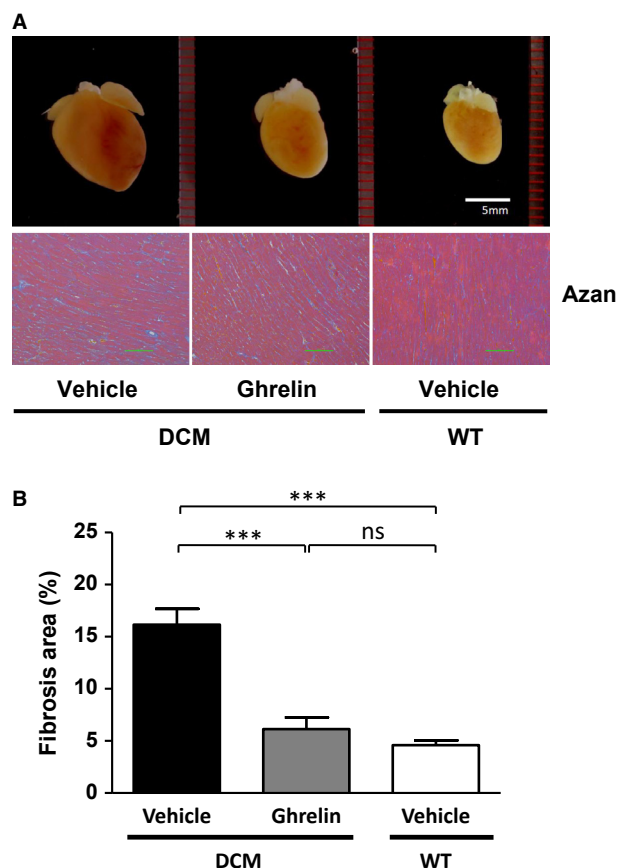 A
5mm
Azan
Vehicle Ghrelin Vehicle
DCM WT
B
***
*** ns
25
20
15
10
5
0
Fibrosis area (%)
Vehicle Ghrelin Vehicle
DCM WT